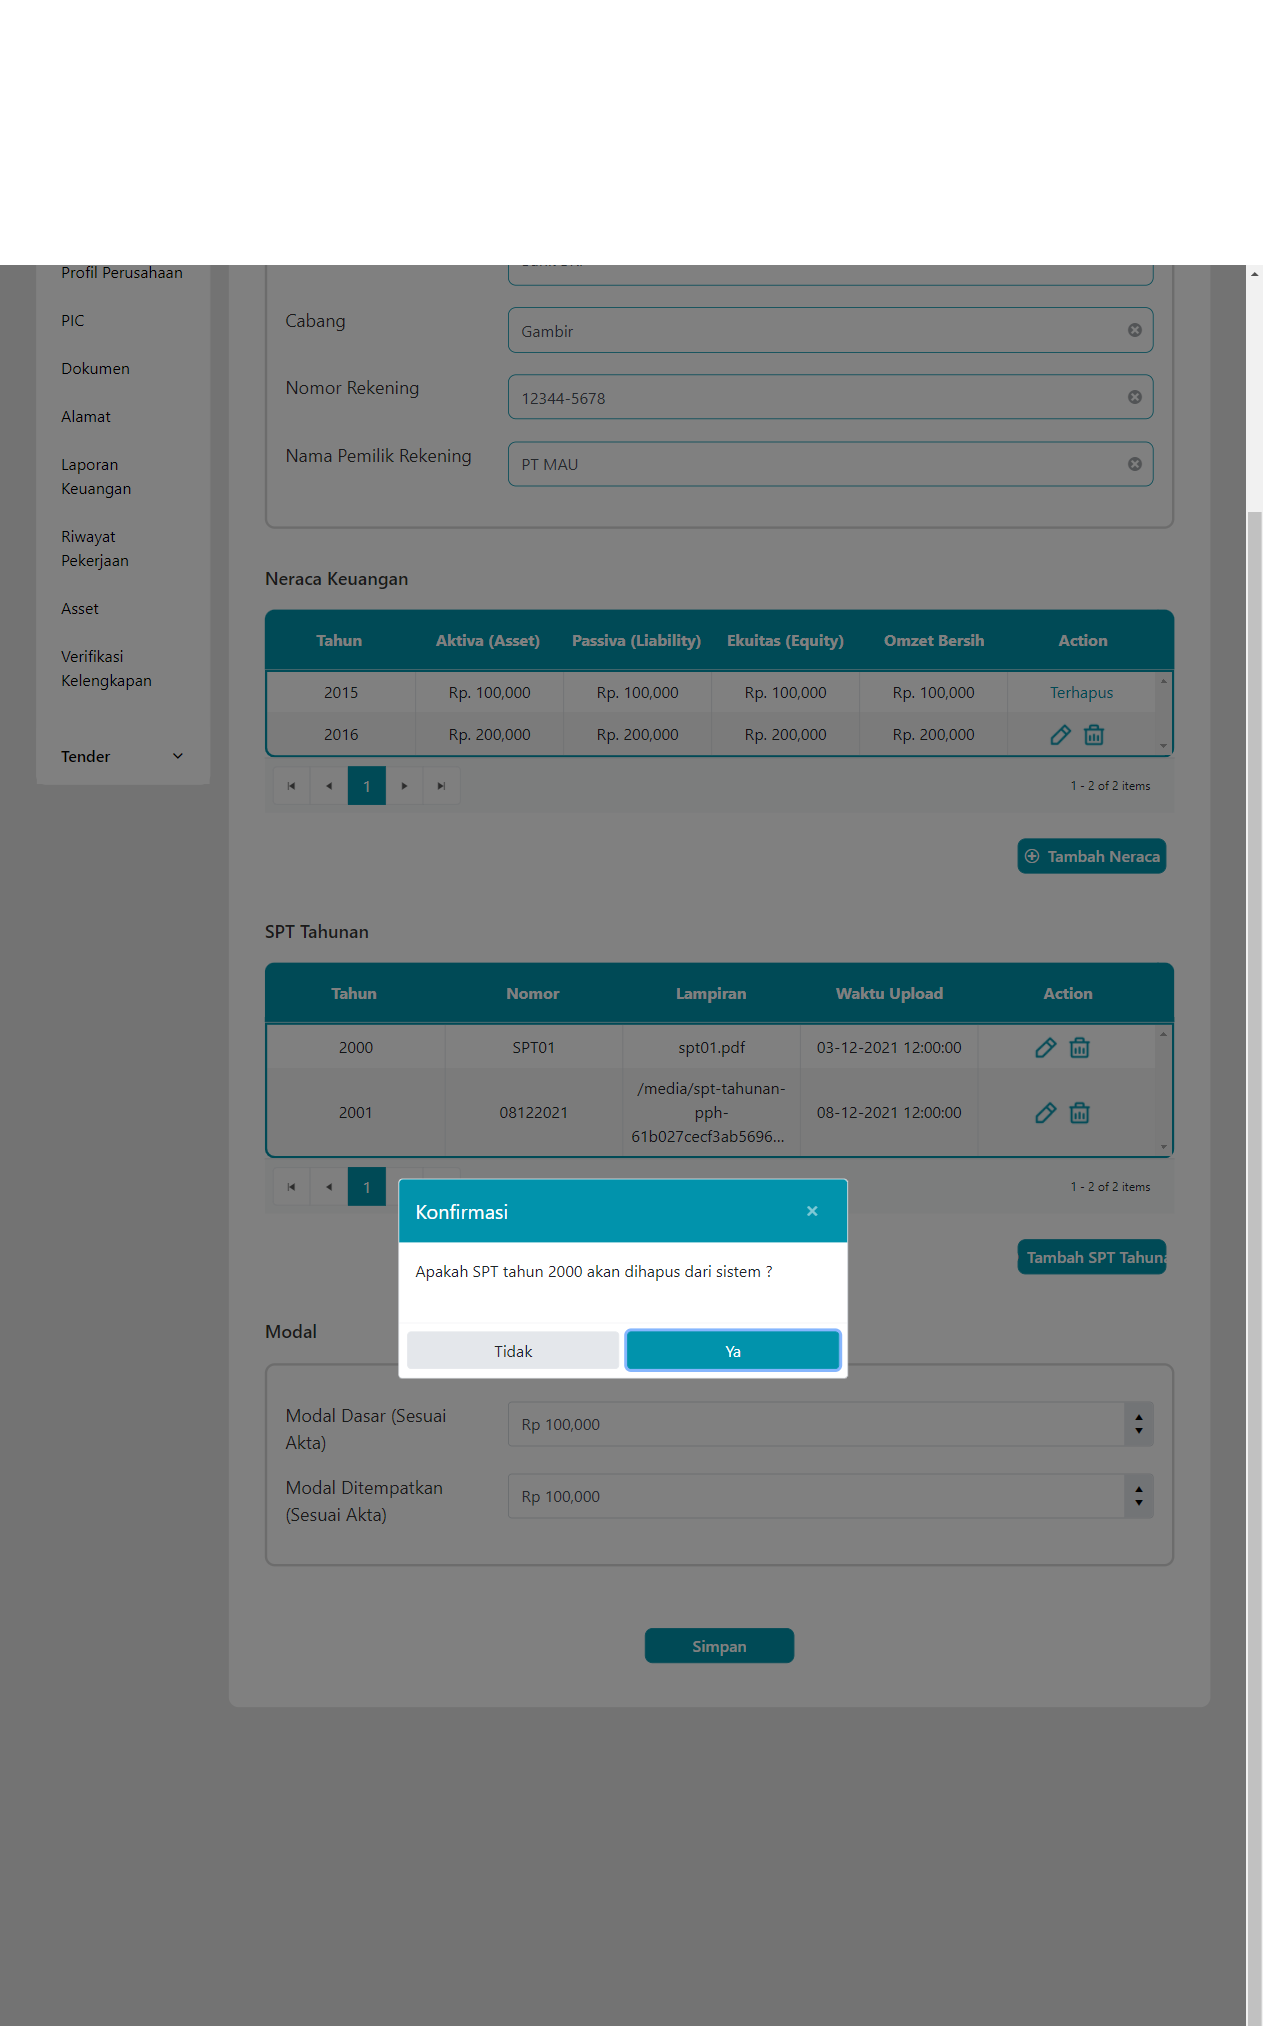 Profil Perusahaan
PIC
Dokumen
Alamat
Laporan
Keuangan
Riwayat
Pekerjaan
Asset
Verifikasi
Kelengkapan
Tender
Cabang
Gambir
Nomor Rekening
12344-5678
Nama Pemilik Rekening
PT MAU
Neraca Keuangan
Tahun Aktiva (Asset) Passiva (Liability) Ekuitas (Equity) Omzet Bersih Action
2015 Rp. 100,000 Rp. 100,000 Rp. 100,000 Rp. 100,000 Terhapus
2016 Rp. 200,000 Rp. 200,000 Rp. 200,000 Rp. 200,000
1
1 - 2 of 2 items
Tambah Neraca
SPT Tahunan
Tahun Nomor Lampiran Waktu Upload Action
2000 SPT01 spt01.pdf 03-12-2021 12:00:00
2001 08122021 /media/spt-tahunan-
pph-
61b027cecf3ab5696... 08-12-2021 12:00:00
1
1 - 2 of 2 items
Tambah SPT Tahuna
Konfirmasi
Apakah SPT tahun 2000 akan dihapus dari sistem ?
Tidak
Ya
Modal
Modal Dasar (Sesuai
Akta)
Rp 100,000
Modal Ditempatkan
(Sesuai Akta)
Rp 100,000
Simpan